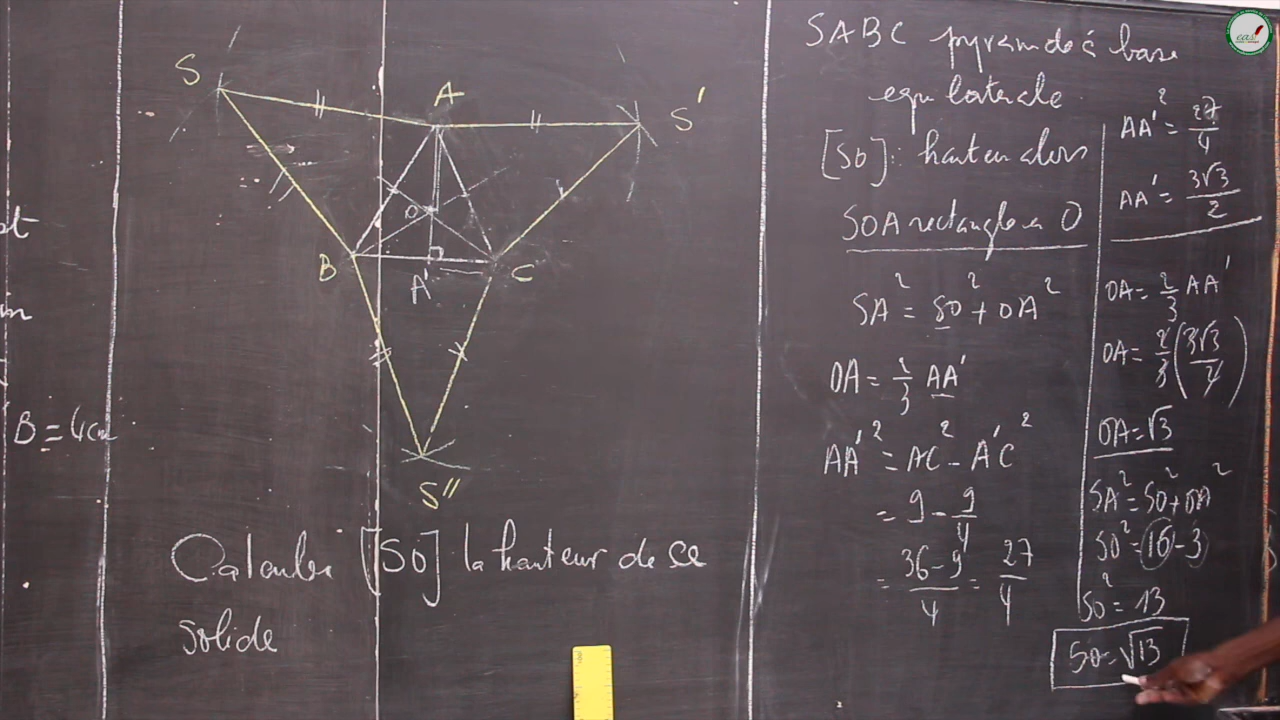 S
A
S'
O
B
A'
C
S''
B = 4cm
Calculer [SO] la hauteur de ce
solide
SABC pyramide à base
equilaterale
[SO] : hauteur alors
SOA rectangle en O
SA² = SO² + OA²
OA = 2/3 AA'
AA'² = AC² - A'C²
= 9 - 9/4
= 36-9/4 = 27/4
AA'² = 27/4
AA' = 3√3/2
OA = 2/3 AA'
OA = 2/3 (3√3/2)
OA = √3
SA² = SO² + OA²
SO² = 16 - 3
SO² = 13
SO = √13
eas